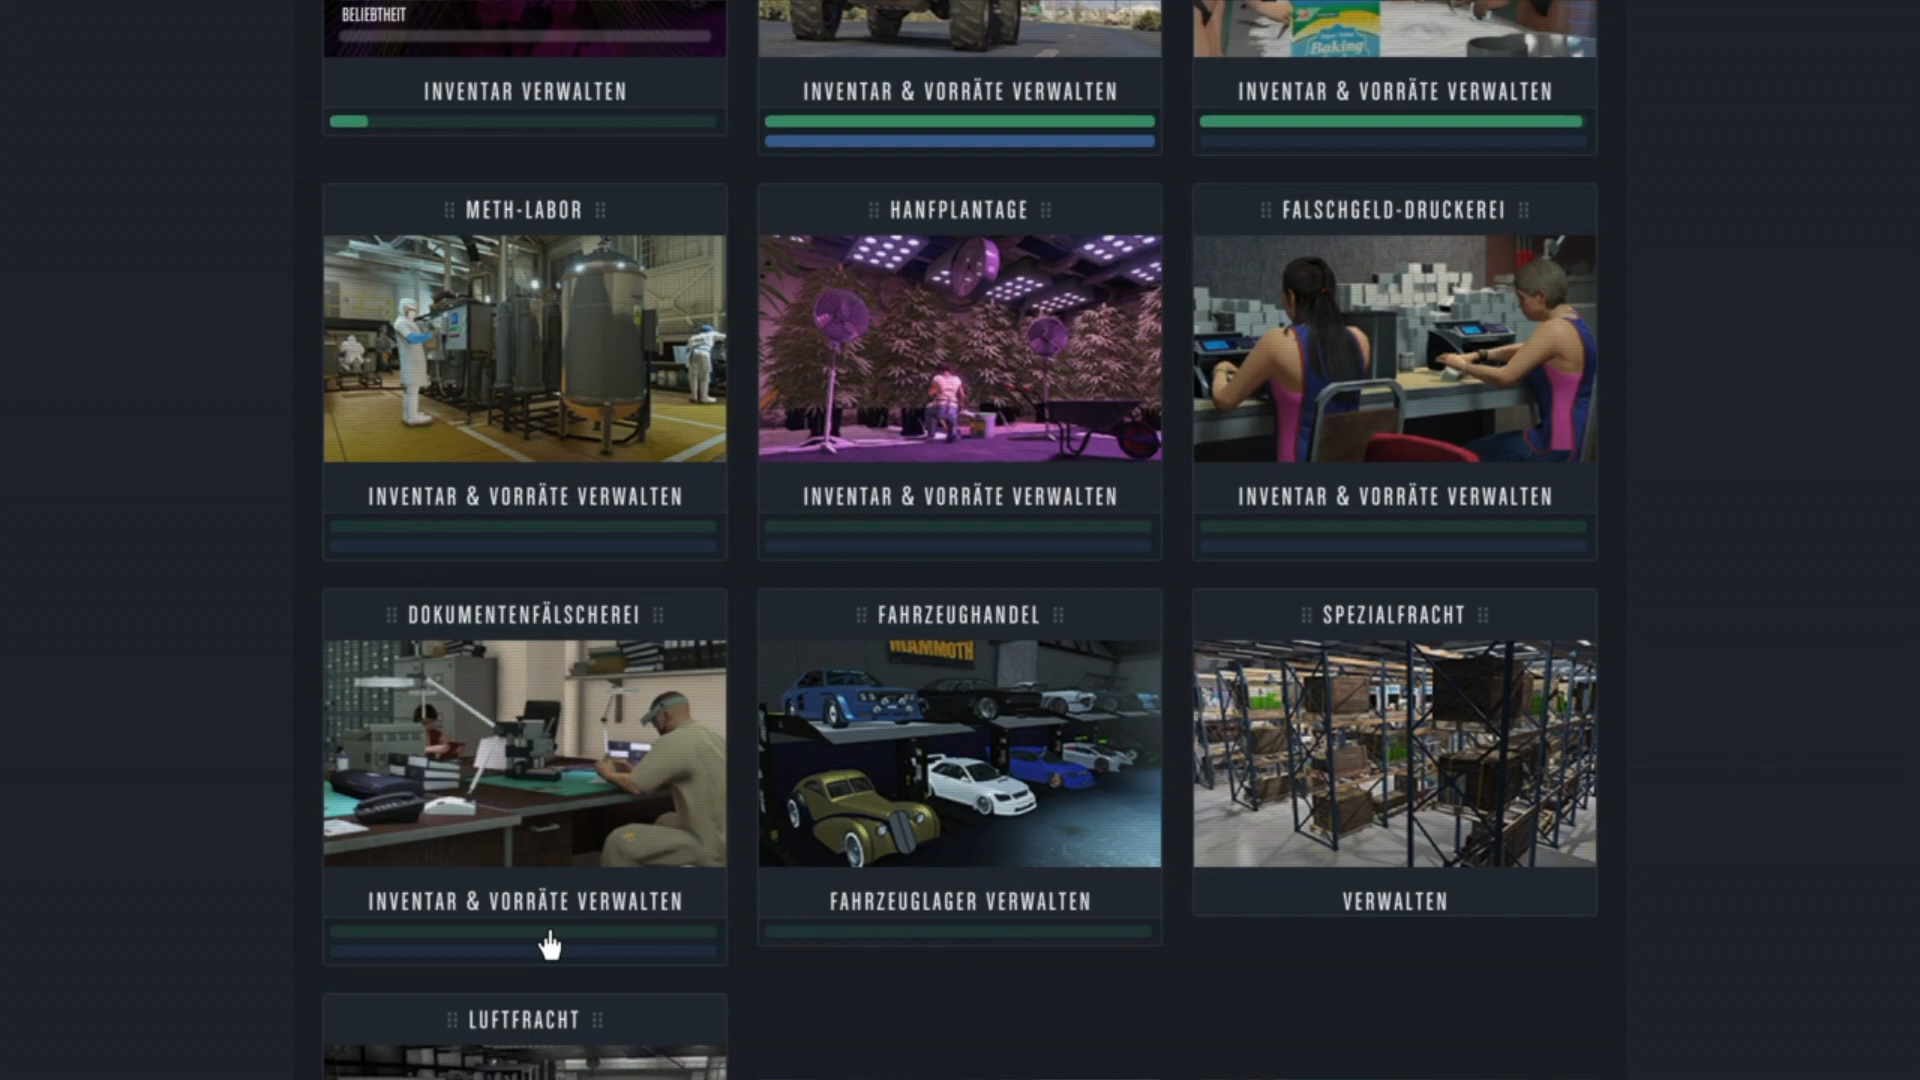 BELIEBTHEIT
Baking
INVENTAR VERWALTEN
INVENTAR & VORRÄTE VERWALTEN
INVENTAR & VORRÄTE VERWALTEN
METH-LABOR
HANFPLANTAGE
FALSCHGELD-DRUCKEREI
INVENTAR & VORRÄTE VERWALTEN
INVENTAR & VORRÄTE VERWALTEN
INVENTAR & VORRÄTE VERWALTEN
DOKUMENTENFÄLSCHEREI
FAHRZEUGHANDEL
SPEZIALFRACHT
MAMMOTH
INVENTAR & VORRÄTE VERWALTEN
FAHRZEUGLAGER VERWALTEN
VERWALTEN
LUFTFRACHT